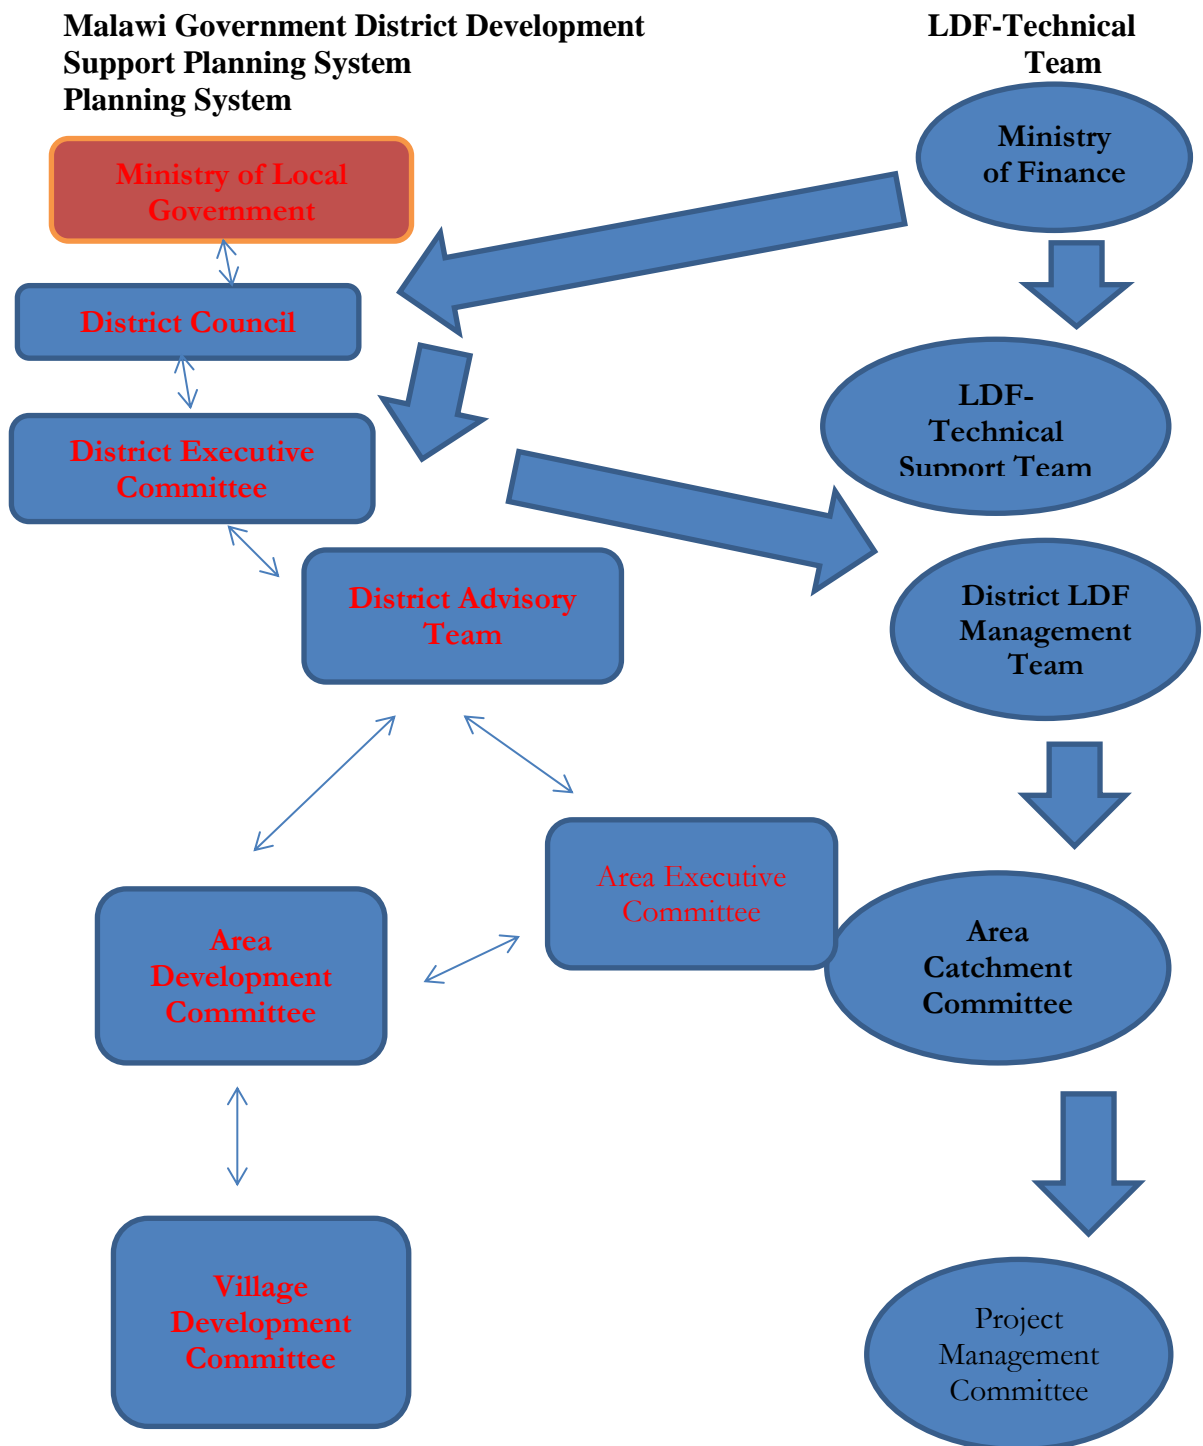 Malawi Government District Development
Support Planning System
Planning System
LDF-Technical
Team
Ministry of Local
Government
District Council
District Executive
Committee
District Advisory
Team
Area Executive
Committee
Area
Development
Committee
Village
Development
Committee
Ministry
of Finance
LDF-
Technical
Support Team
District LDF
Management
Team
Area
Catchment
Committee
Project
Management
Committee